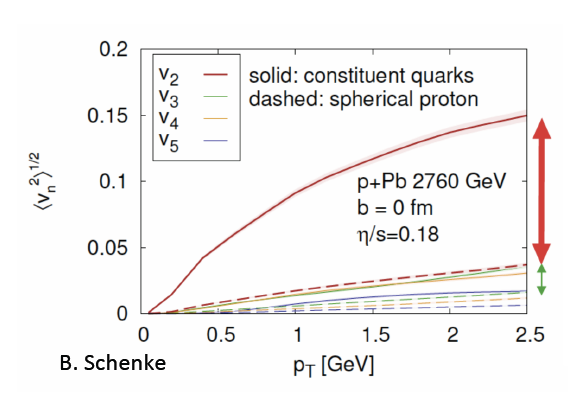 0.2
0.15
0.1
0.05
0
⟨vₙ²⟩¹/²
v₂
v₃
v₄
v₅
solid: constituent quarks
dashed: spherical proton
p+Pb 2760 GeV
b = 0 fm
η/s=0.18
0 0.5 1 1.5 2 2.5
p_T [GeV]
B. Schenke